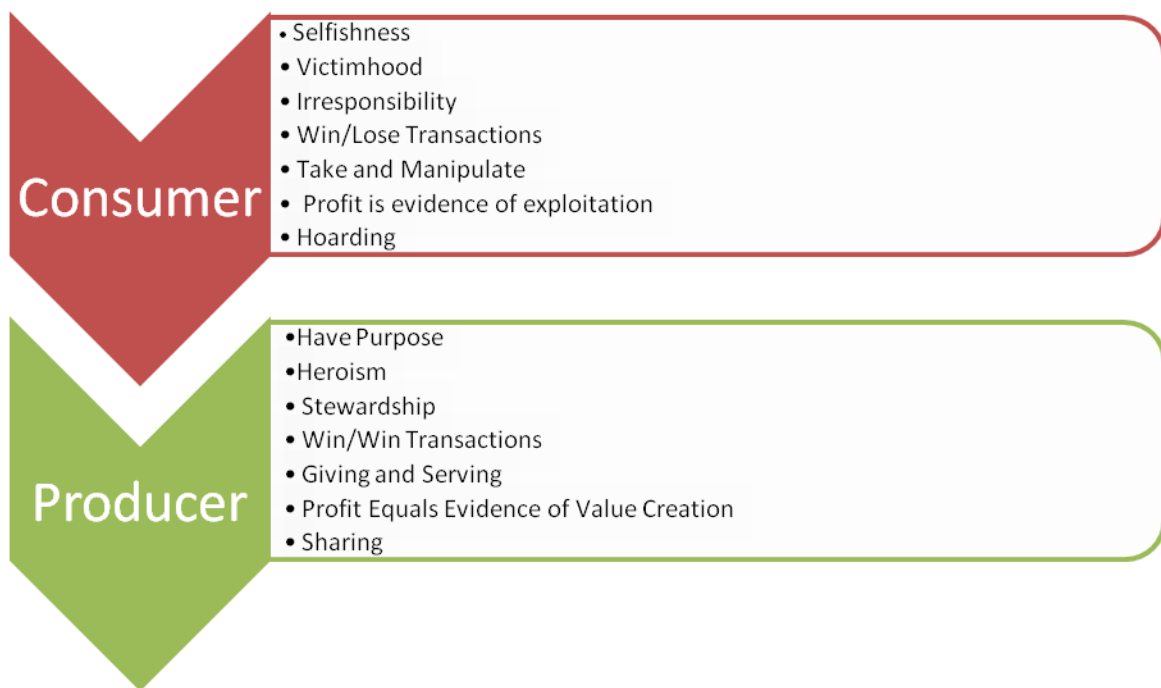 Consumer
• Selfishness
• Victimhood
• Irresponsibility
• Win/Lose Transactions
• Take and Manipulate
• Profit is evidence of exploitation
• Hoarding
Producer
•Have Purpose
•Heroism
• Stewardship
• Win/Win Transactions
• Giving and Serving
• Profit Equals Evidence of Value Creation
• Sharing